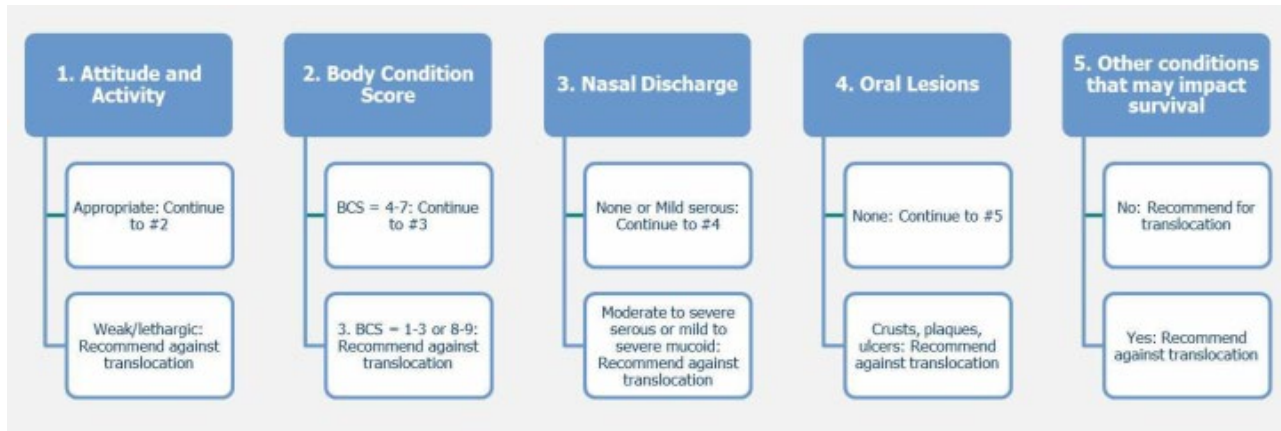 1. Attitude and
Activity
Appropriate: Continue
to #2
Weak/lethargic:
Recommend against
translocation
2. Body Condition
Score
BCS = 4-7: Continue
to #3
3. BCS = 1-3 or 8-9:
Recommend against
translocation
3. Nasal Discharge
None or Mild serous:
Continue to #4
Moderate to severe
serous or mild to
severe mucoid:
Recommend against
translocation
4. Oral Lesions
None: Continue to #5
Crusts, plaques,
ulcers: Recommend
against translocation
5. Other conditions
that may impact
survival
No: Recommend for
translocation
Yes: Recommend
against translocation